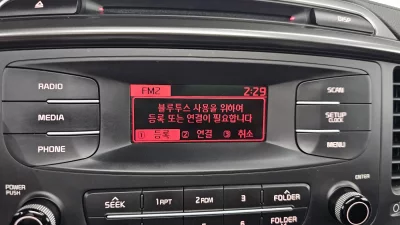 DISP
FM2 2:29
RADIO
블루투스 사용을 위하여
등록 또는 연결이 필요합니다
① 등록 ② 연결 ③ 취소
SCAN
MEDIA
SETUP
CLOCK
PHONE
MENU
POWER
PUSH
SEEK
1 RPT
2 RDM
3
FOLDER
ENTER